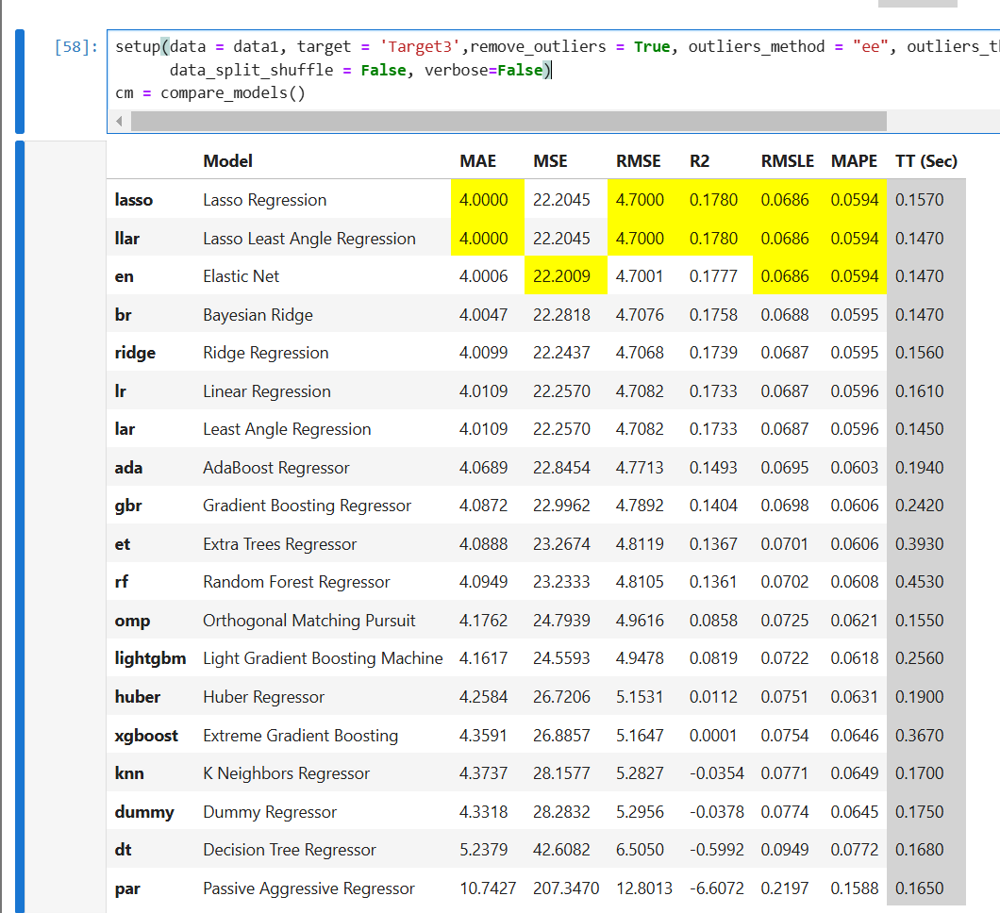 [58]: setup(data = data1, target = 'Target3',remove_outliers = True, outliers_method = "ee",
data_split_shuffle = False, verbose=False)
cm = compare_models()
Model MAE MSE RMSE R2 RMSLE MAPE TT (Sec)
lasso Lasso Regression 4.0000 22.2045 4.7000 0.1780 0.0686 0.0594 0.1570
llar Lasso Least Angle Regression 4.0000 22.2045 4.7000 0.1780 0.0686 0.0594 0.1470
en Elastic Net 4.0006 22.2009 4.7001 0.1777 0.0686 0.0594 0.1470
br Bayesian Ridge 4.0047 22.2818 4.7076 0.1758 0.0688 0.0595 0.1470
ridge Ridge Regression 4.0099 22.2437 4.7068 0.1739 0.0687 0.0595 0.1560
lr Linear Regression 4.0109 22.2570 4.7082 0.1733 0.0687 0.0596 0.1610
lar Least Angle Regression 4.0109 22.2570 4.7082 0.1733 0.0687 0.0596 0.1450
ada AdaBoost Regressor 4.0689 22.8454 4.7713 0.1493 0.0695 0.0603 0.1940
gbr Gradient Boosting Regressor 4.0872 22.9962 4.7892 0.1404 0.0698 0.0606 0.2420
et Extra Trees Regressor 4.0888 23.2674 4.8119 0.1367 0.0701 0.0606 0.3930
rf Random Forest Regressor 4.0949 23.2333 4.8105 0.1361 0.0702 0.0608 0.4530
omp Orthogonal Matching Pursuit 4.1762 24.7939 4.9616 0.0858 0.0725 0.0621 0.1550
lightgbm Light Gradient Boosting Machine 4.1617 24.5593 4.9478 0.0819 0.0722 0.0618 0.2560
huber Huber Regressor 4.2584 26.7206 5.1531 0.0112 0.0751 0.0631 0.1900
xgboost Extreme Gradient Boosting 4.3591 26.8857 5.1647 0.0001 0.0754 0.0646 0.3670
knn K Neighbors Regressor 4.3737 28.1577 5.2827 -0.0354 0.0771 0.0649 0.1700
dummy Dummy Regressor 4.3318 28.2832 5.2956 -0.0378 0.0774 0.0645 0.1750
dt Decision Tree Regressor 5.2379 42.6082 6.5050 -0.5992 0.0949 0.0772 0.1680
par Passive Aggressive Regressor 10.7427 207.3470 12.8013 -6.6072 0.2197 0.1588 0.1650